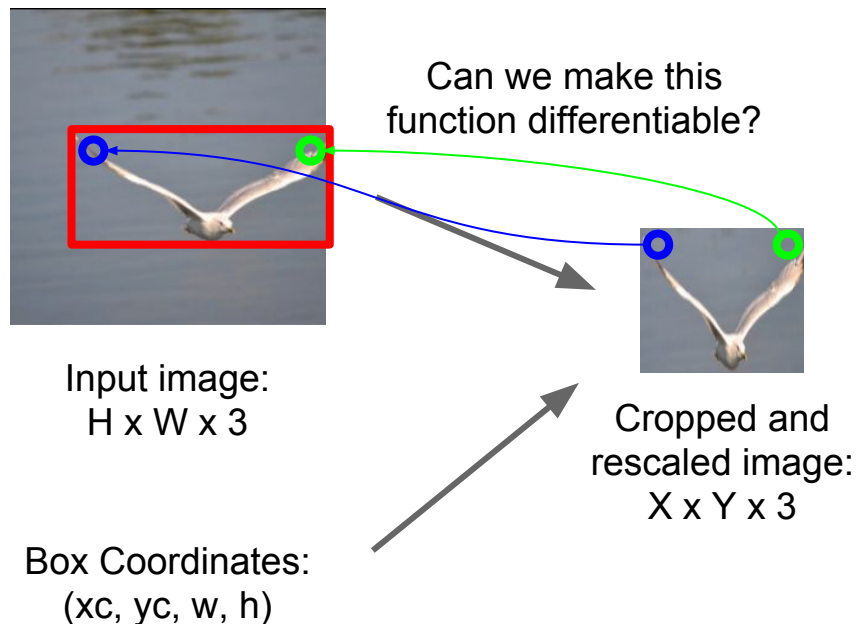 Can we make this
function differentiable?
Input image:
H x W x 3
Cropped and
rescaled image:
X x Y x 3
Box Coordinates:
(xc, yc, w, h)